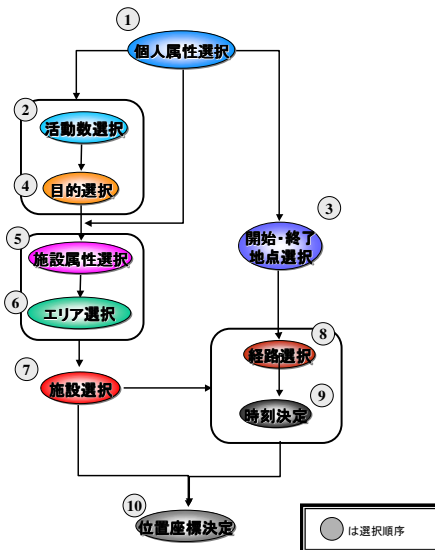 1
個人属性選択
2
活動数選択
4
目的選択
3
開始・終了
地点選択
5
施設属性選択
6
エリア選択
7
施設選択
8
経路選択
9
時刻決定
10
位置座標決定
は選択順序